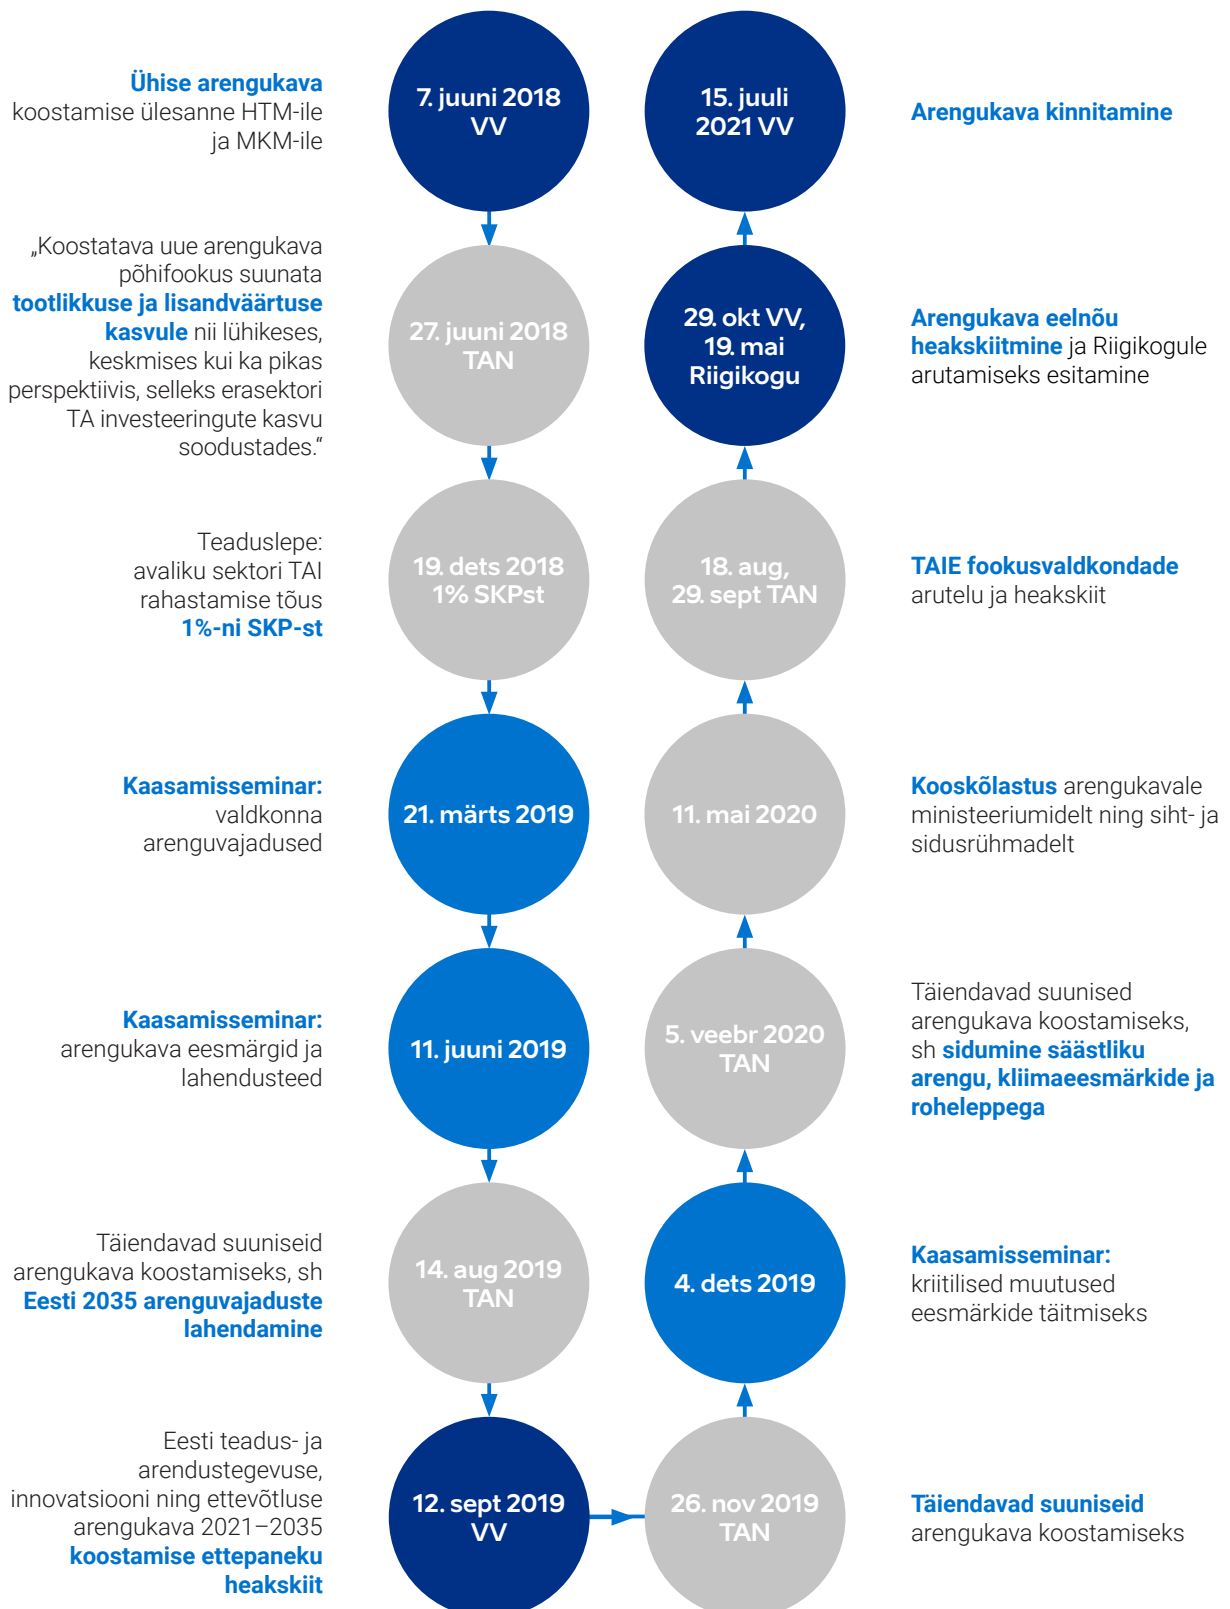 Ühise arengukava
koostamise ülesanne HTM-ile
ja MKM-ile
7. juuni 2018
VV
„Koostatava uue arengukava
põhifookus suunata
tootlikkuse ja lisandväärtuse
kasvule nii lühikeses,
keskmises kui ka pikas
perspektiivis, selleks erasektori
TA investeeringute kasvu
soodustades.“
27. juuni 2018
TAN
Teaduslepe:
avaliku sektori TAI
rahastamise tõus
1%-ni SKP-st
19. dets 2018
1% SKPst
Kaasamisseminar:
valdkonna
arenguvajadused
21. märts 2019
Kaasamisseminar:
arengukava eesmärgid ja
lahendusteed
11. juuni 2019
Täiendavad suuniseid
arengukava koostamiseks, sh
Eesti 2035 arenguvajaduste
lahendamine
14. aug 2019
TAN
Eesti teadus- ja
arendustegevuse,
innovatsiooni ning ettevõtluse
arengukava 2021–2035
koostamise ettepaneku
heakskiit
12. sept 2019
VV
26. nov 2019
TAN
Täiendavad suuniseid
arengukava koostamiseks
4. dets 2019
Kaasamisseminar:
kriitilised muutused
eesmärkide täitmiseks
5. veebr 2020
TAN
Täiendavad suunised
arengukava koostamiseks,
sh sidumine säästliku
arengu, kliimaeesmärkide ja
roheleppega
11. mai 2020
Kooskõlastus arengukavale
ministeeriumidelt ning siht- ja
sidusrühmadelt
18. aug,
29. sept TAN
TAIE fookusvaldkondade
arutelu ja heakskiit
29. okt VV,
19. mai
Riigikogu
Arengukava eelnõu
heakskiitmine ja Riigikogule
arutamiseks esitamine
15. juuli
2021 VV
Arengukava kinnitamine